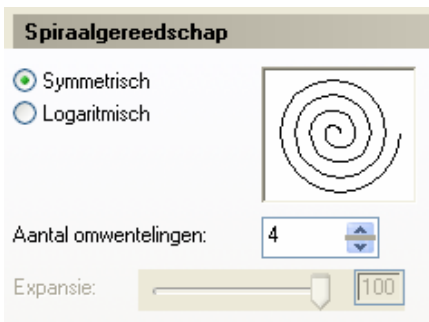 Spiraalgereedschap
Symmetrisch
Logaritmisch
Aantal omwentelingen: 4
Expansie: 100